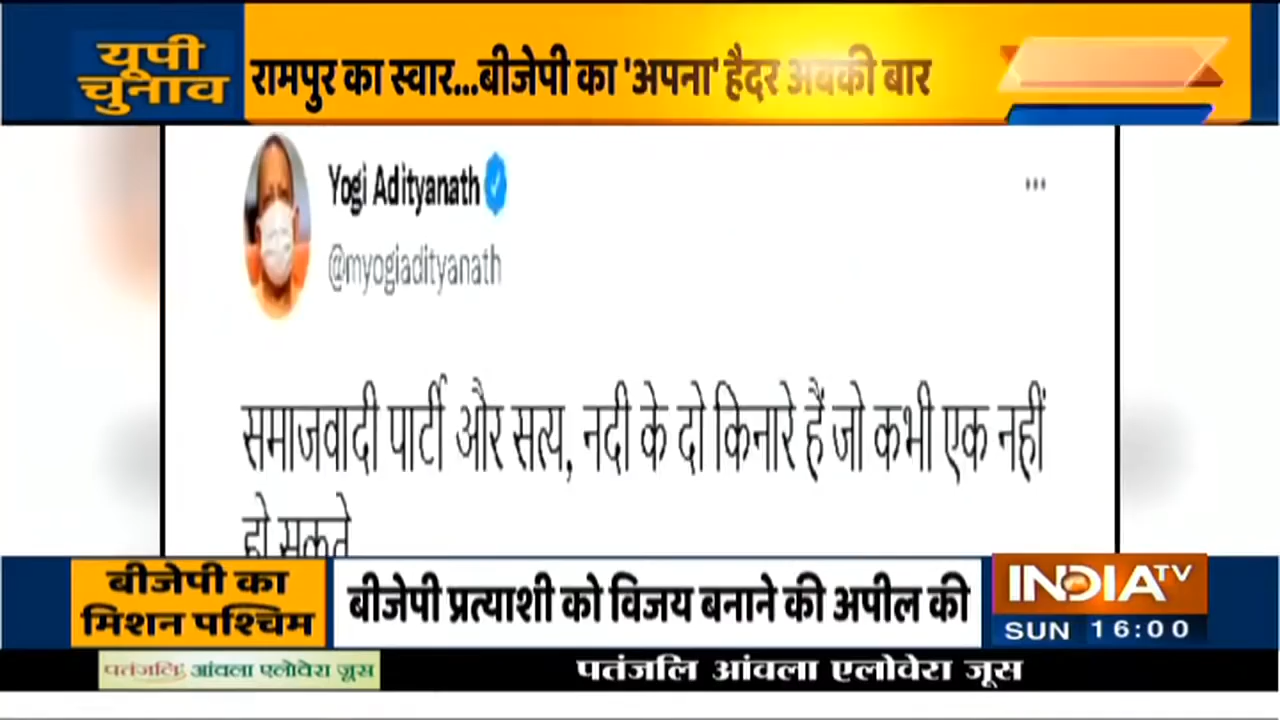 यूपी
चुनाव
रामपुर का स्वार...बीजेपी का 'अपना' हैदर अबकी बार
Yogi Adityanath
@myogiadityanath
...
समाजवादी पार्टी और सत्य, नदी के दो किनारे हैं जो कभी एक नहीं
हो सकते
बीजेपी का
मिशन पश्चिम
बीजेपी प्रत्याशी को विजय बनाने की अपील की
INDIA TV
SUN 16:00
पतंजलि आंवला एलोवेरा जूस
पतंजलि आंवला एलोवेरा जूस